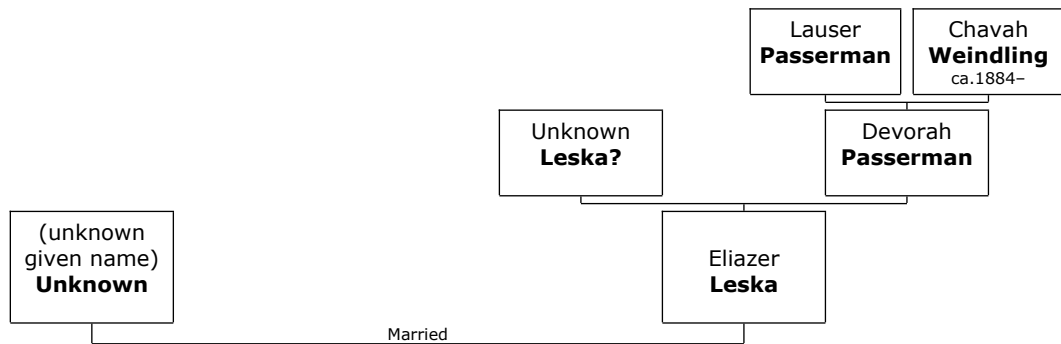 Lauser
Passerman
Chavah
Weindling
ca.1884–
Unknown
Leska?
Devorah
Passerman
(unknown
given name)
Unknown
Eliazer
Leska
Married